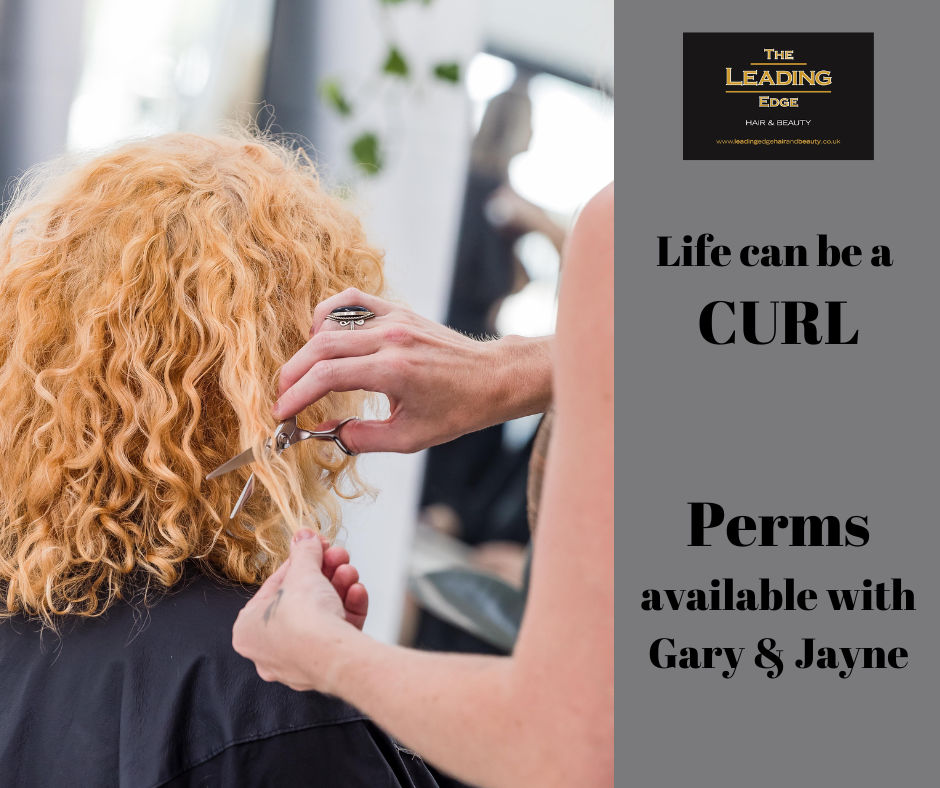 THE
LEADING
EDGE
HAIR & BEAUTY
www.leadingedgehairandbeauty.co.uk
Life can be a
CURL
Perms
available with
Gary & Jayne